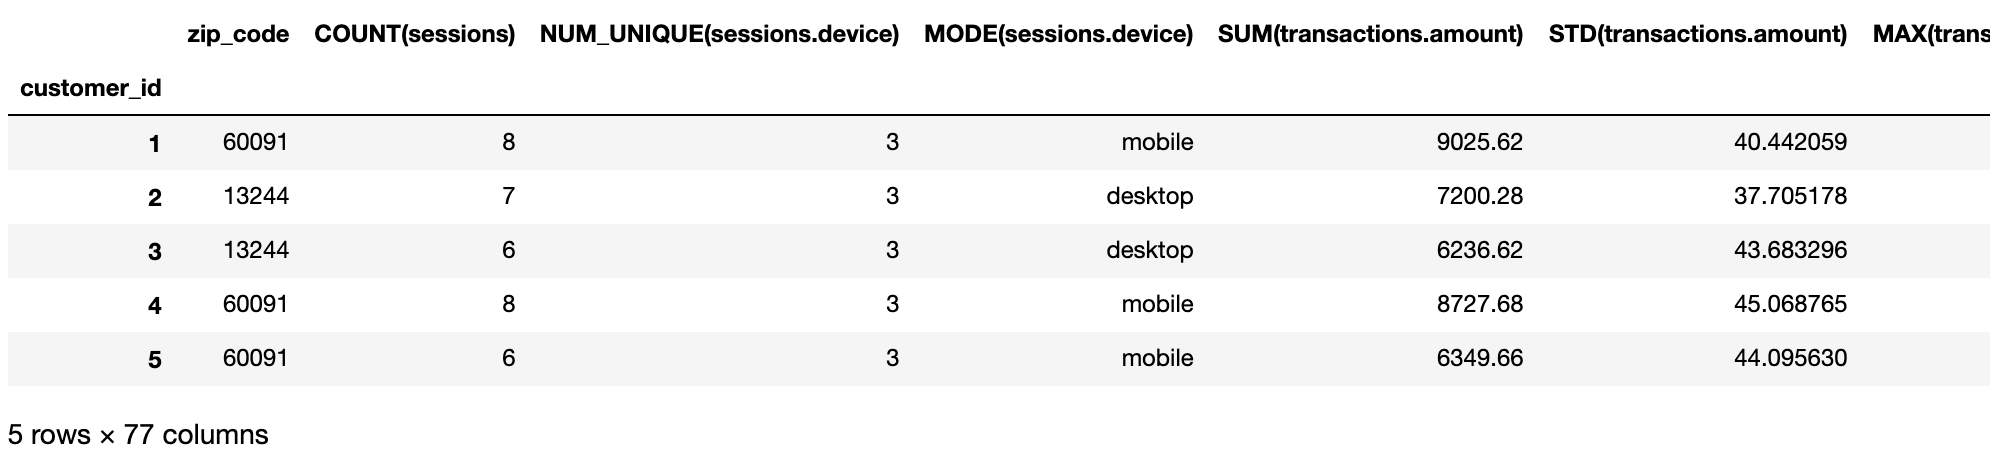 zip_code COUNT(sessions) NUM_UNIQUE(sessions.device) MODE(sessions.device) SUM(transactions.amount) STD(transactions.amount) MAX(trans
customer_id
1 60091 8 3 mobile 9025.62 40.442059
2 13244 7 3 desktop 7200.28 37.705178
3 13244 6 3 desktop 6236.62 43.683296
4 60091 8 3 mobile 8727.68 45.068765
5 60091 6 3 mobile 6349.66 44.095630
5 rows × 77 columns